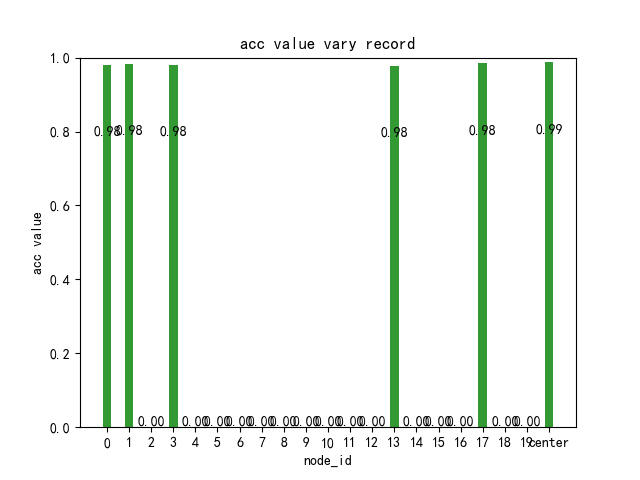 acc value vary record
1.0
0.8
0.6
0.4
0.2
0.0
acc value
0.98 0.98 0.98 0.98 0.98 0.99
0.00 0.00 0.00 0.00 0.00 0.00 0.00 0.00 0.00 0.00 0.00 0.00 0.00 0.00 0.00
0 1 2 3 4 5 6 7 8 9 10 11 12 13 14 15 16 17 18 19 center
node_id